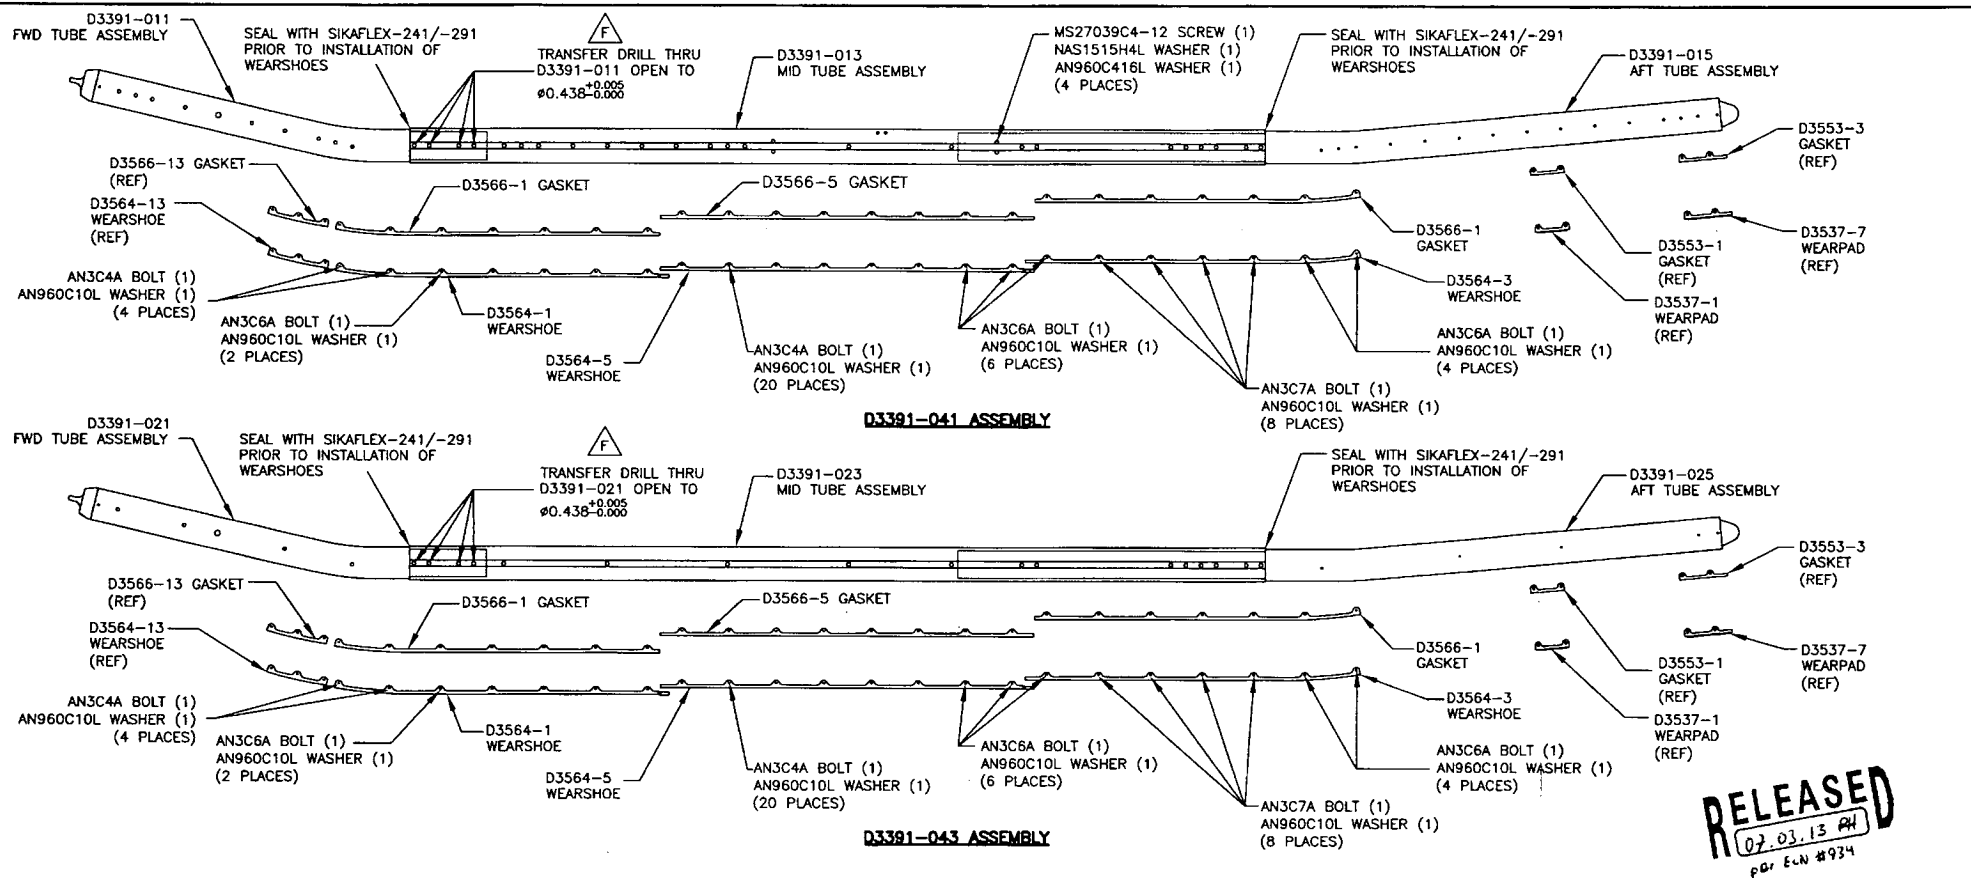 D3391-011
FWD TUBE ASSEMBLY
SEAL WITH SIKAFLEX-241/-291
PRIOR TO INSTALLATION OF
WEARSHOES
F
TRANSFER DRILL THRU
D3391-011 OPEN TO
ø0.438+0.005-0.000
D3391-013
MID TUBE ASSEMBLY
MS27039C4-12 SCREW (1)
NAS1515H4L WASHER (1)
AN960C416L WASHER (1)
(4 PLACES)
SEAL WITH SIKAFLEX-241/-291
PRIOR TO INSTALLATION OF
WEARSHOES
D3391-015
AFT TUBE ASSEMBLY
D3553-3
GASKET
(REF)
D3566-13 GASKET
(REF)
D3564-13
WEARSHOE
(REF)
D3566-1 GASKET
D3566-5 GASKET
D3566-1
GASKET
D3553-1
GASKET
(REF)
D3537-7
WEARPAD
(REF)
AN3C4A BOLT (1)
AN960C10L WASHER (1)
(4 PLACES)
AN3C6A BOLT (1)
AN960C10L WASHER (1)
(2 PLACES)
D3564-1
WEARSHOE
D3564-5
WEARSHOE
AN3C4A BOLT (1)
AN960C10L WASHER (1)
(20 PLACES)
AN3C6A BOLT (1)
AN960C10L WASHER (1)
(6 PLACES)
D3564-3
WEARSHOE
D3537-1
WEARPAD
(REF)
AN3C6A BOLT (1)
AN960C10L WASHER (1)
(4 PLACES)
AN3C7A BOLT (1)
AN960C10L WASHER (1)
(8 PLACES)
D3391-041 ASSEMBLY
D3391-021
FWD TUBE ASSEMBLY
SEAL WITH SIKAFLEX-241/-291
PRIOR TO INSTALLATION OF
WEARSHOES
F
TRANSFER DRILL THRU
D3391-021 OPEN TO
ø0.438+0.005-0.000
D3391-023
MID TUBE ASSEMBLY
SEAL WITH SIKAFLEX-241/-291
PRIOR TO INSTALLATION OF
WEARSHOES
D3391-025
AFT TUBE ASSEMBLY
D3553-3
GASKET
(REF)
D3566-13 GASKET
(REF)
D3564-13
WEARSHOE
(REF)
D3566-1 GASKET
D3566-5 GASKET
D3566-1
GASKET
D3553-1
GASKET
(REF)
D3537-7
WEARPAD
(REF)
AN3C4A BOLT (1)
AN960C10L WASHER (1)
(4 PLACES)
AN3C6A BOLT (1)
AN960C10L WASHER (1)
(2 PLACES)
D3564-1
WEARSHOE
D3564-5
WEARSHOE
AN3C4A BOLT (1)
AN960C10L WASHER (1)
(20 PLACES)
AN3C6A BOLT (1)
AN960C10L WASHER (1)
(6 PLACES)
D3564-3
WEARSHOE
D3537-1
WEARPAD
(REF)
AN3C6A BOLT (1)
AN960C10L WASHER (1)
(4 PLACES)
AN3C7A BOLT (1)
AN960C10L WASHER (1)
(8 PLACES)
D3391-043 ASSEMBLY
RELEASED
07.03.13
per ECN #934